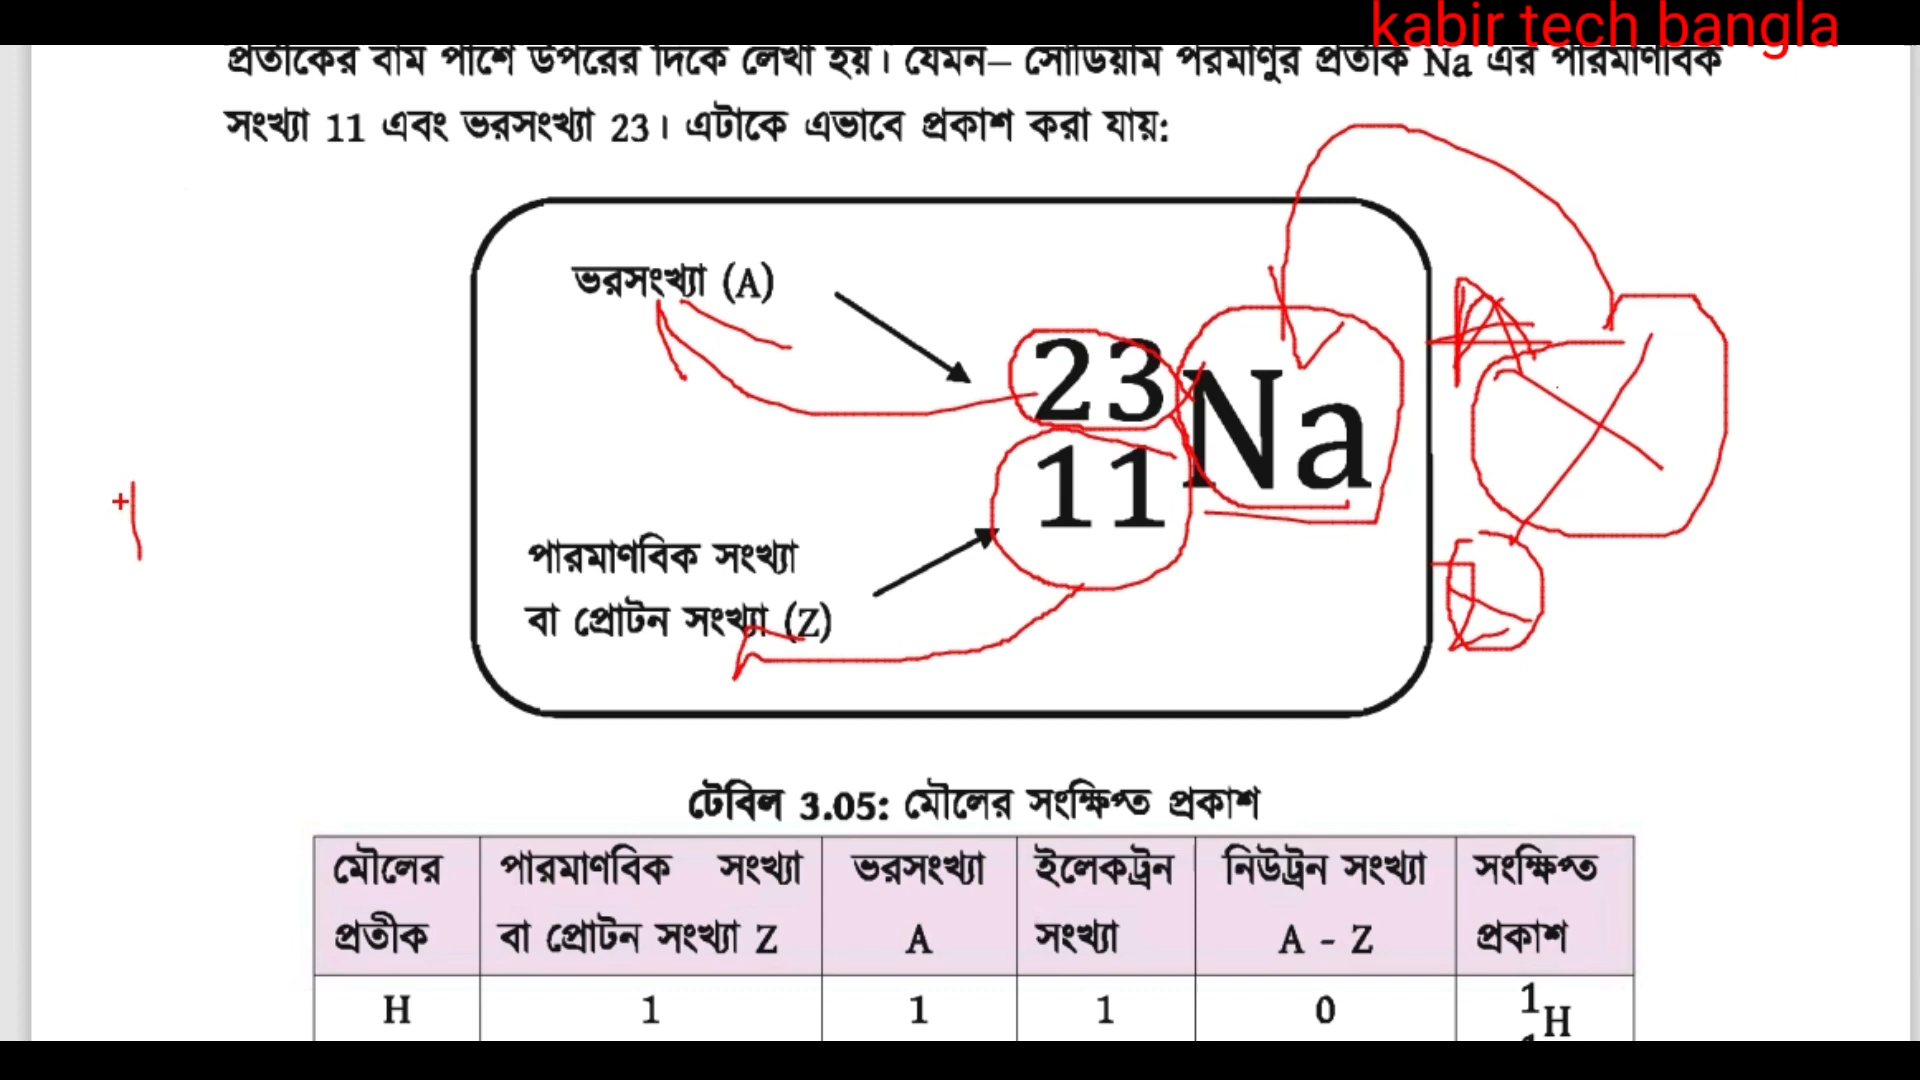 kabir tech bangla
প্রতীকের বাম পাশে উপরের দিকে লেখা হয়। যেমন– সোডিয়াম পরমাণুর প্রতীক Na এর পারমাণবিক
সংখ্যা 11 এবং ভরসংখ্যা 23। এটাকে এভাবে প্রকাশ করা যায়:
ভরসংখ্যা (A)
23
Na
11
পারমাণবিক সংখ্যা
বা প্রোটন সংখ্যা (Z)
টেবিল 3.05: মৌলের সংক্ষিপ্ত প্রকাশ
মৌলের পারমাণবিক সংখ্যা ভরসংখ্যা ইলেকট্রন নিউট্রন সংখ্যা সংক্ষিপ্ত
প্রতীক বা প্রোটন সংখ্যা Z A সংখ্যা A - Z প্রকাশ
H 1 1 1 0 1H